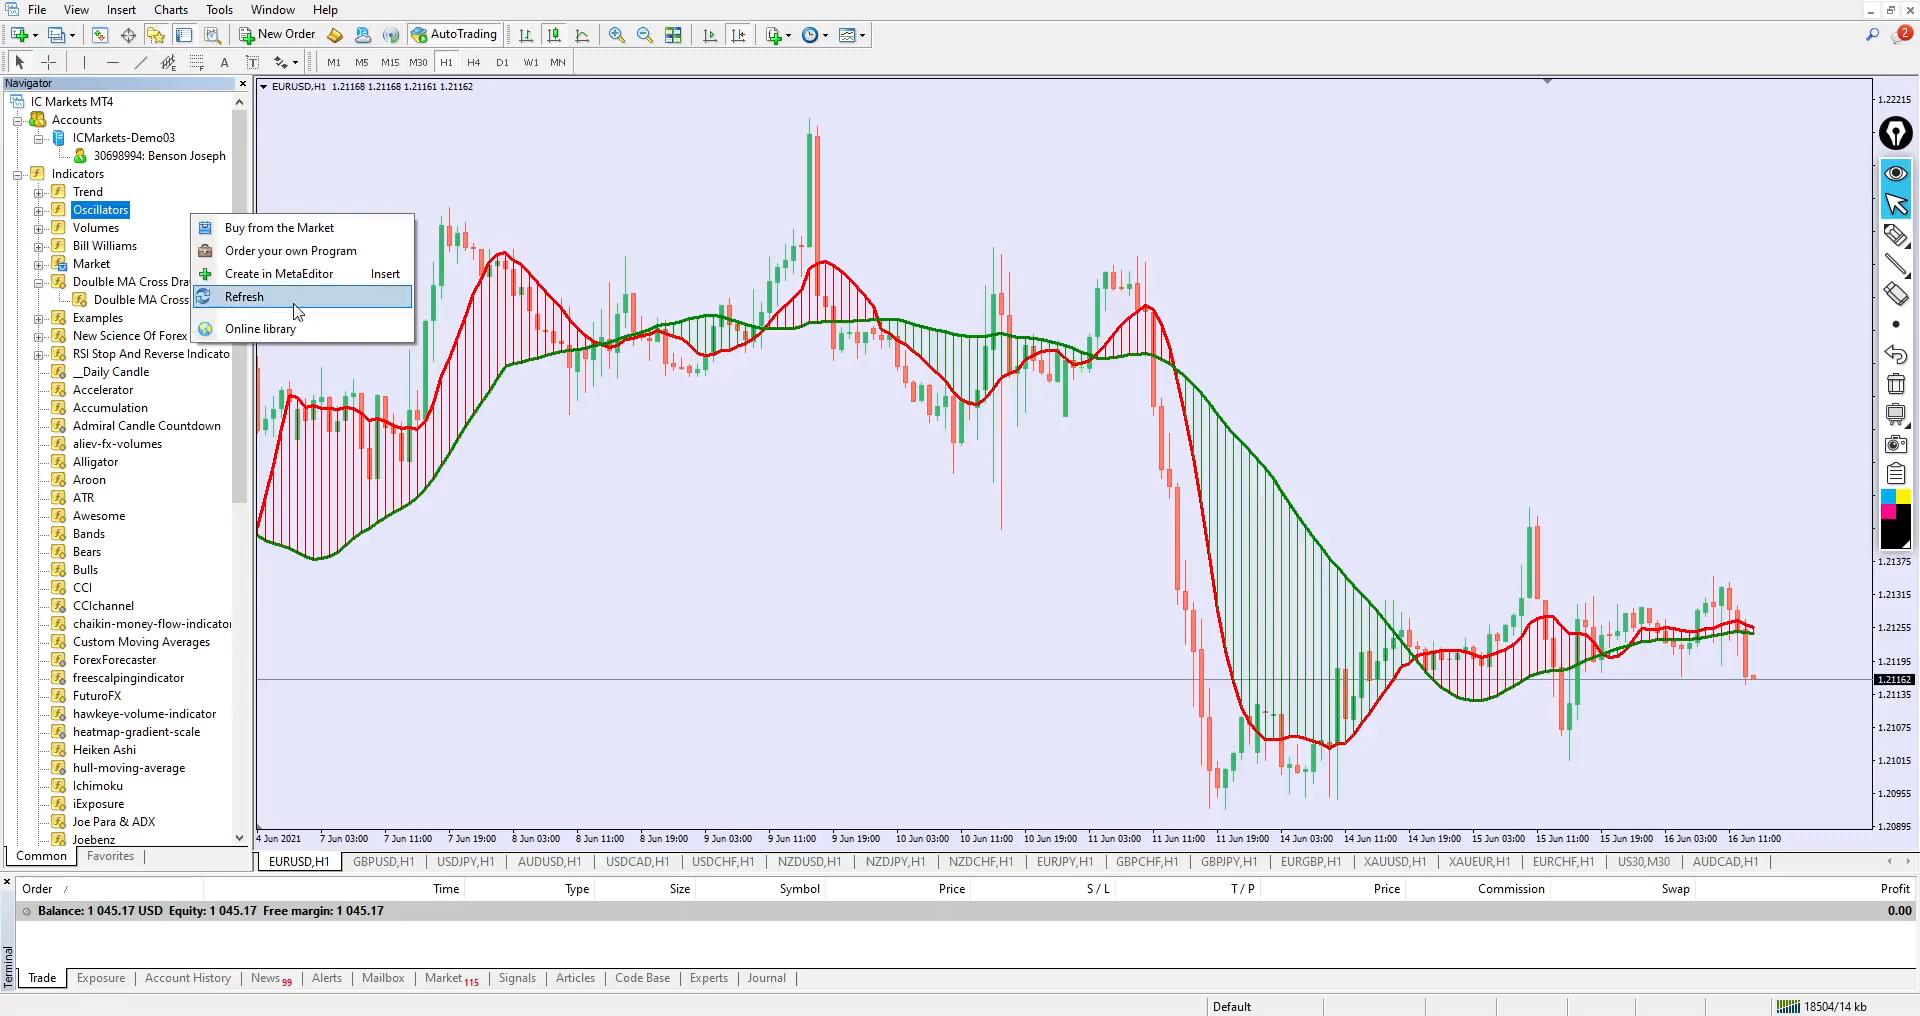 File View Insert Charts Tools Window Help
New Order AutoTrading 2
A T M1 M5 M15 M30 H1 H4 D1 W1 MN
Navigator
IC Markets MT4
Accounts
ICMarkets-Demo03
30698994: Benson Joseph
Indicators
Trend
Oscillators
Volumes
Bill Williams
Market
Doulble MA Cross Dra
Doulble MA Cross
Examples
New Science Of Forex
RSI Stop And Reverse Indicato
__Daily Candle
Accelerator
Accumulation
Admiral Candle Countdown
aliev-fx-volumes
Alligator
Aroon
ATR
Awesome
Bands
Bears
Bulls
CCI
CCIchannel
chaikin-money-flow-indicator
Custom Moving Averages
ForexForecaster
freescalpingindicator
FuturoFX
hawkeye-volume-indicator
heatmap-gradient-scale
Heiken Ashi
hull-moving-average
Ichimoku
iExposure
Joe Para & ADX
Joebenz
Common Favorites
Buy from the Market
Order your own Program
Create in MetaEditor Insert
Refresh
Online library
EURUSD,H1 1.21168 1.21168 1.21161 1.21162
1.22215
1.21375
1.21315
1.21255
1.21195
1.21162
1.21135
1.21075
1.21015
1.20955
1.20895
4 Jun 2021 7 Jun 03:00 7 Jun 11:00 7 Jun 19:00 8 Jun 03:00 8 Jun 11:00 8 Jun 19:00 9 Jun 03:00 9 Jun 11:00 9 Jun 19:00 10 Jun 03:00 10 Jun 11:00 10 Jun 19:00 11 Jun 03:00 11 Jun 11:00 11 Jun 19:00 14 Jun 03:00 14 Jun 11:00 14 Jun 19:00 15 Jun 03:00 15 Jun 11:00 15 Jun 19:00 16 Jun 03:00 16 Jun 11:00
EURUSD,H1 GBPUSD,H1 USDJPY,H1 AUDUSD,H1 USDCAD,H1 USDCHF,H1 NZDUSD,H1 NZDJPY,H1 NZDCHF,H1 EURJPY,H1 GBPCHF,H1 GBPJPY,H1 EURGBP,H1 XAUUSD,H1 XAUEUR,H1 EURCHF,H1 US30,M30 AUDCAD,H1
Order / Time Type Size Symbol Price S / L T / P Price Commission Swap Profit
Balance: 1 045.17 USD Equity: 1 045.17 Free margin: 1 045.17 0.00
Terminal
Trade Exposure Account History News 99 Alerts Mailbox Market 115 Signals Articles Code Base Experts Journal
Default 18504/14 kb